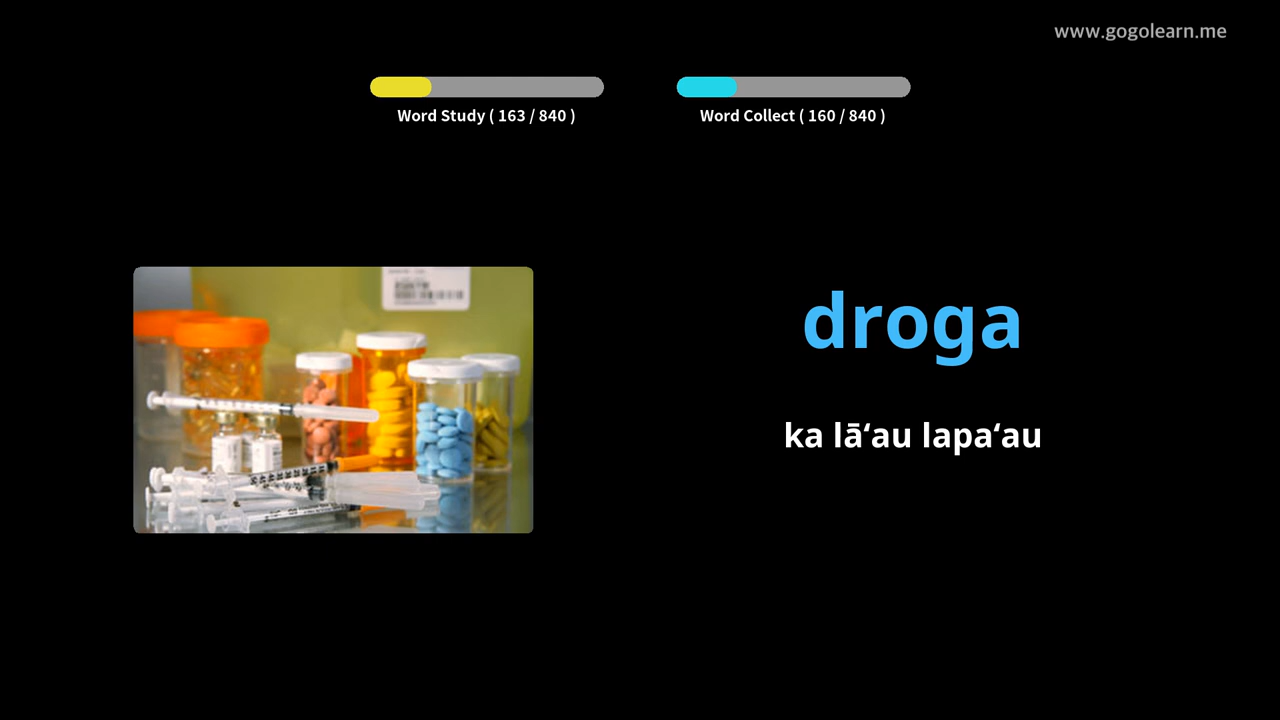 www.gogolearn.me
Word Study ( 163 / 840 )
Word Collect ( 160 / 840 )
droga
ka lāʻau lapaʻau